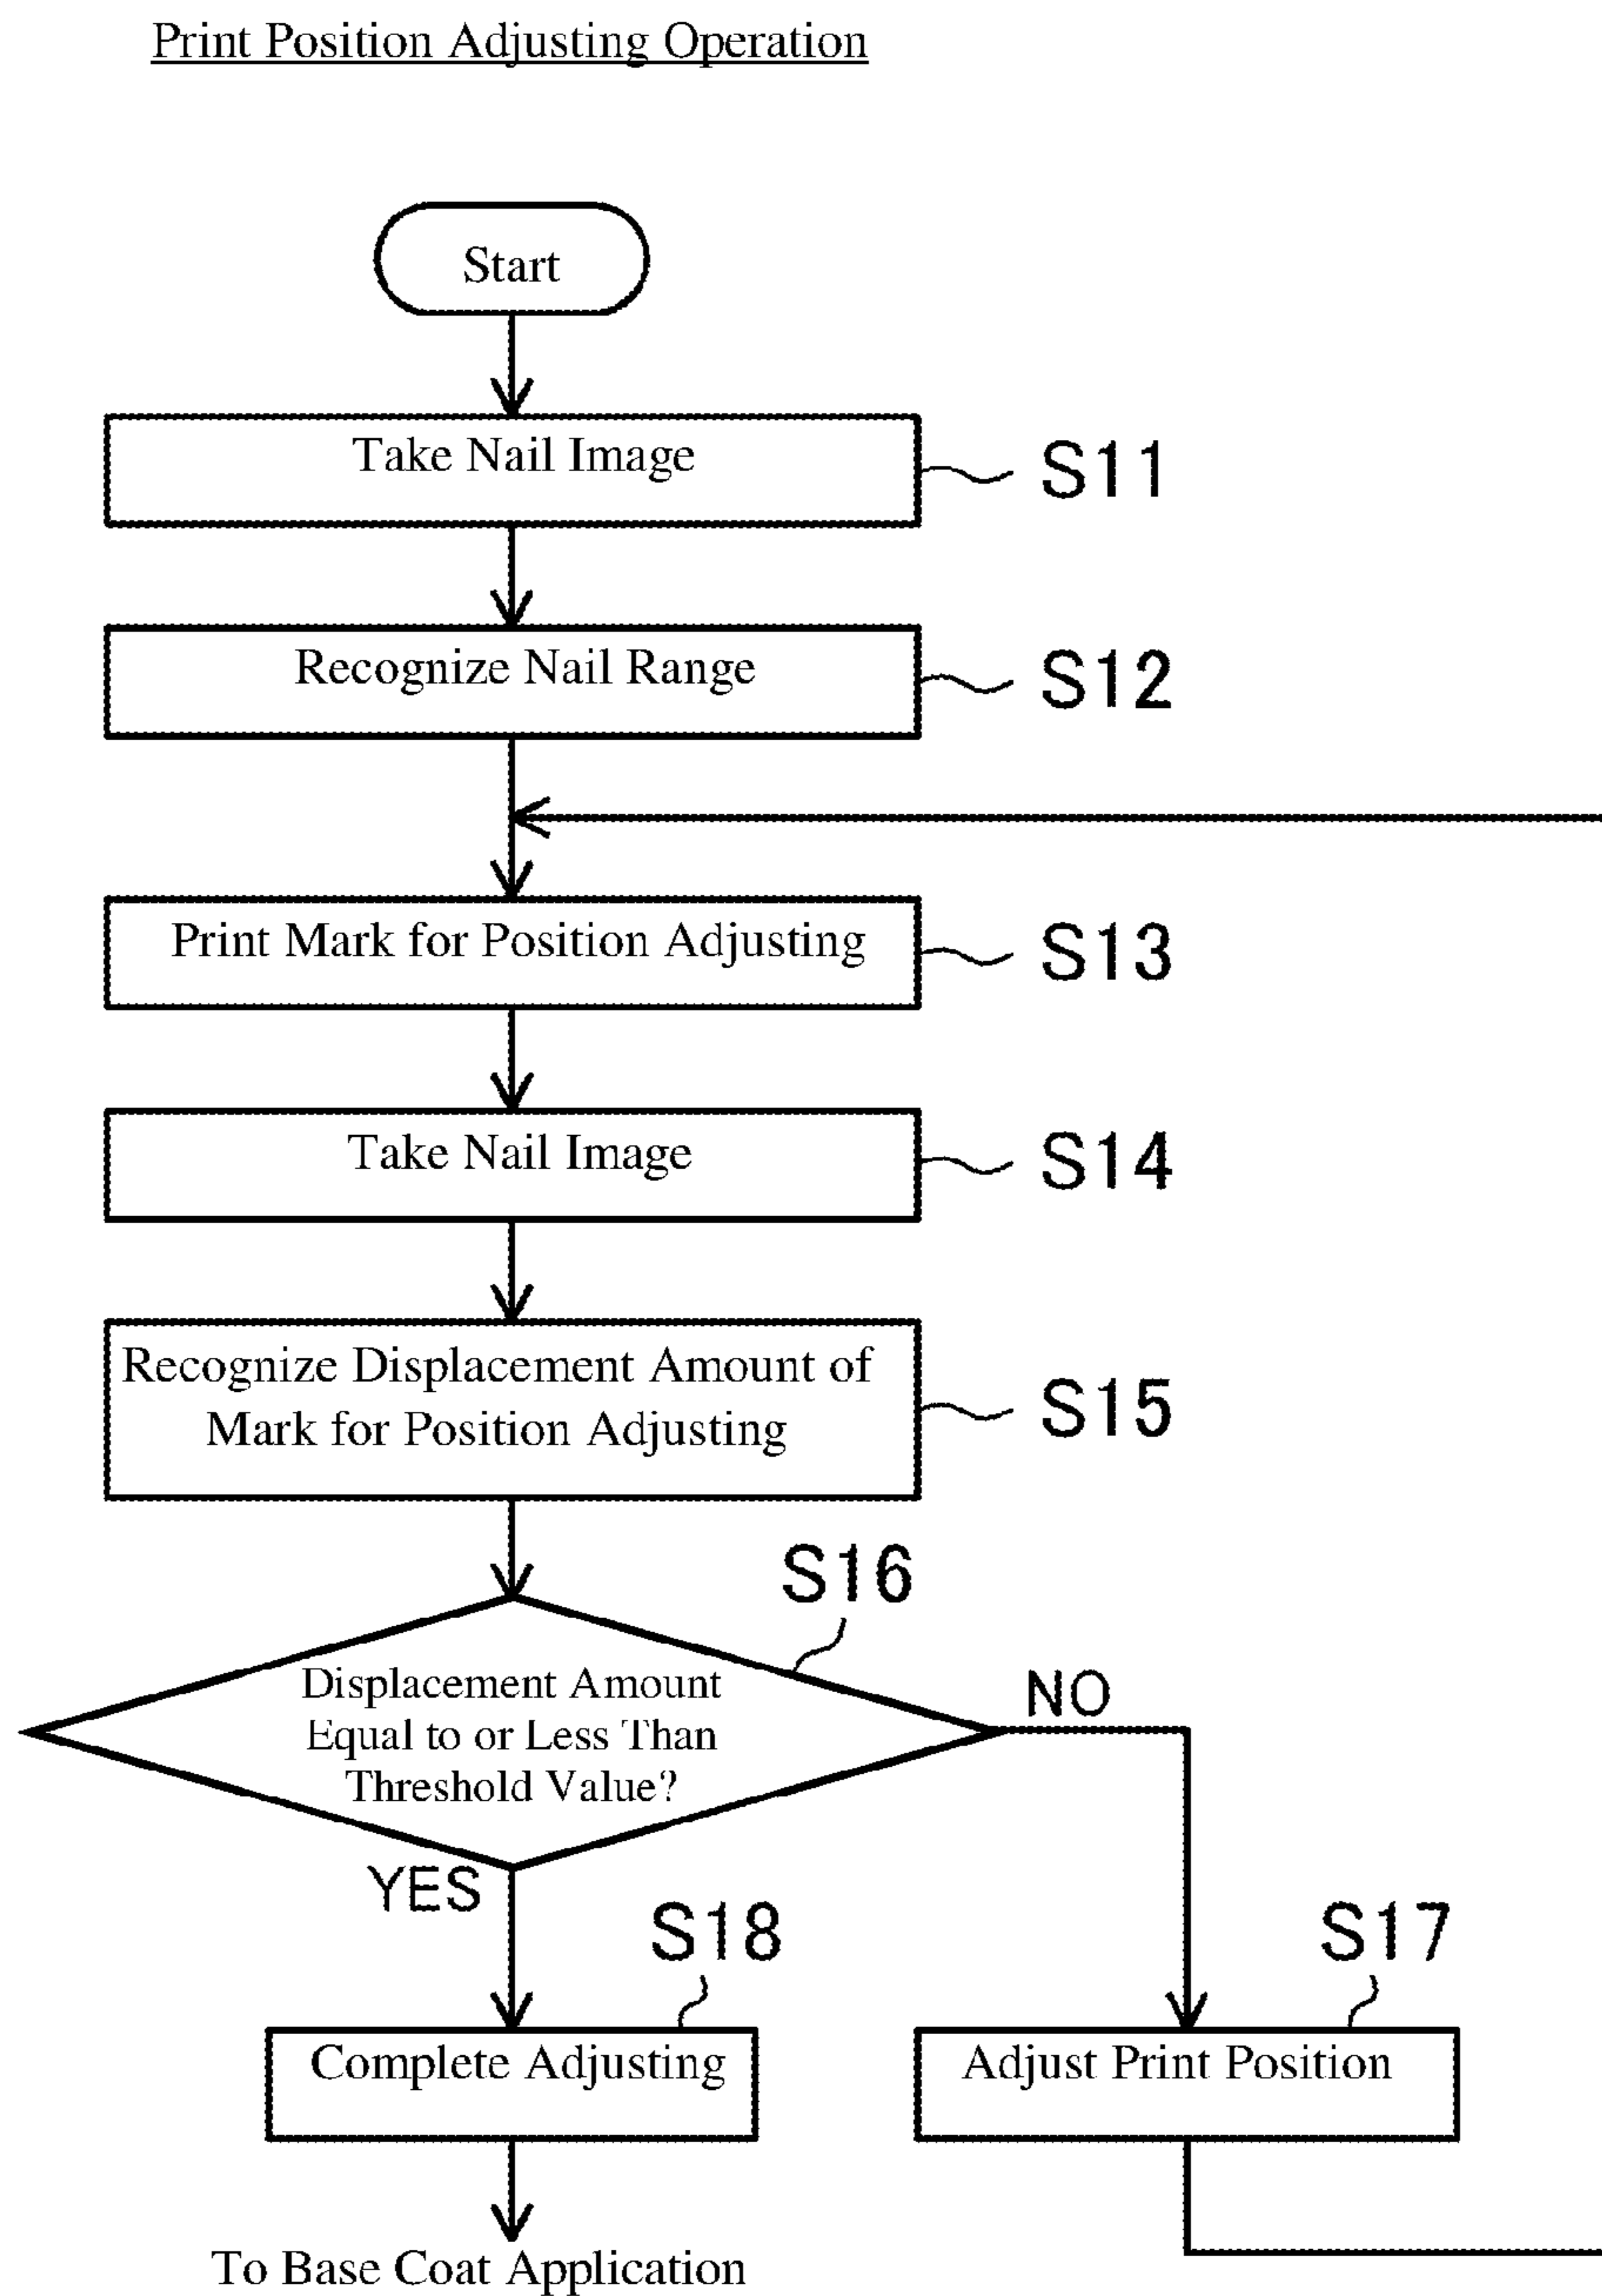 Print Position Adjusting Operation
Start
Take Nail Image
S11
Recognize Nail Range
S12
Print Mark for Position Adjusting
S13
Take Nail Image
S14
Recognize Displacement Amount of
Mark for Position Adjusting
S15
S16
Displacement Amount
Equal to or Less Than
Threshold Value?
NO
YES
S18
S17
Complete Adjusting
Adjust Print Position
To Base Coat Application